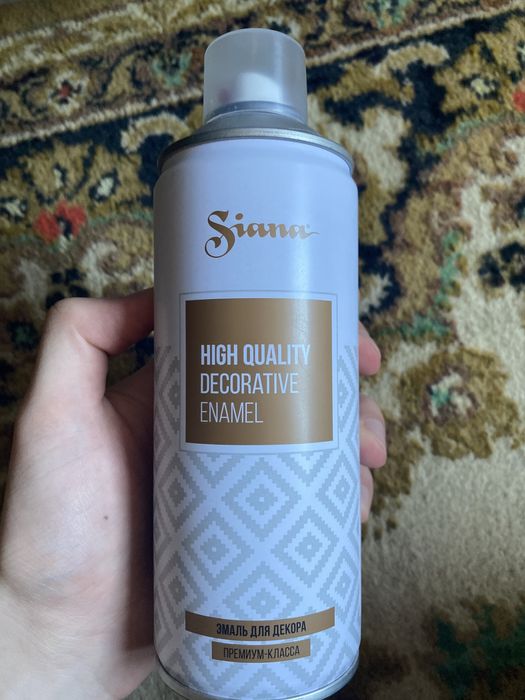 Siana
HIGH QUALITY
DECORATIVE
ENAMEL
ЭМАЛЬ ДЛЯ ДЕКОРА
ПРЕМИУМ-КЛАССА